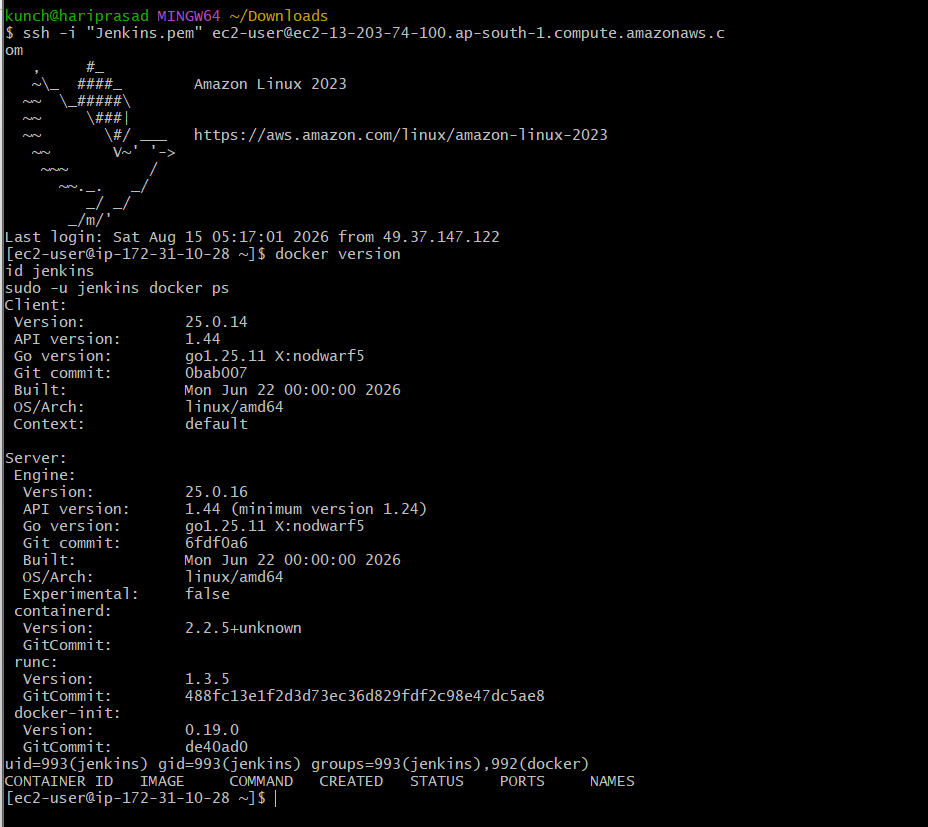 kunch@hariprasad MINGW64 ~/Downloads
$ ssh -i "Jenkins.pem" ec2-user@ec2-13-203-74-100.ap-south-1.compute.amazonaws.c
om
   ,     #_
   ~\_  ####_        Amazon Linux 2023
  ~~  \_#####\
  ~~     \###|
  ~~       \#/ ___   https://aws.amazon.com/linux/amazon-linux-2023
   ~~       V~' '->
    ~~~         /
      ~~._.   _/
         _/ _/
       _/m/'
Last login: Sat Aug 15 05:17:01 2026 from 49.37.147.122
[ec2-user@ip-172-31-10-28 ~]$ docker version
id jenkins
sudo -u jenkins docker ps
Client:
 Version:           25.0.14
 API version:       1.44
 Go version:        go1.25.11 X:nodwarf5
 Git commit:        0bab007
 Built:             Mon Jun 22 00:00:00 2026
 OS/Arch:           linux/amd64
 Context:           default

Server:
 Engine:
  Version:          25.0.16
  API version:      1.44 (minimum version 1.24)
  Go version:       go1.25.11 X:nodwarf5
  Git commit:       6fdf0a6
  Built:            Mon Jun 22 00:00:00 2026
  OS/Arch:          linux/amd64
  Experimental:     false
 containerd:
  Version:          2.2.5+unknown
  GitCommit:
 runc:
  Version:          1.3.5
  GitCommit:        488fc13e1f2d3d73ec36d829fdf2c98e47dc5ae8
 docker-init:
  Version:          0.19.0
  GitCommit:        de40ad0
uid=993(jenkins) gid=993(jenkins) groups=993(jenkins),992(docker)
CONTAINER ID   IMAGE     COMMAND   CREATED   STATUS    PORTS     NAMES
[ec2-user@ip-172-31-10-28 ~]$